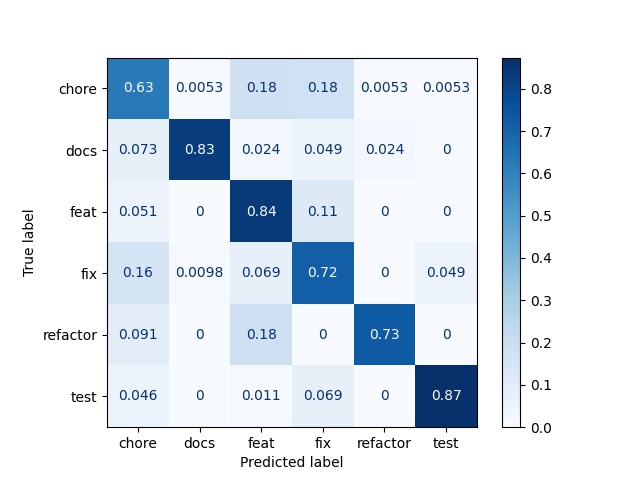 chore 0.63 0.0053 0.18 0.18 0.0053 0.0053
docs 0.073 0.83 0.024 0.049 0.024 0
feat 0.051 0 0.84 0.11 0 0
fix 0.16 0.0098 0.069 0.72 0 0.049
refactor 0.091 0 0.18 0 0.73 0
test 0.046 0 0.011 0.069 0 0.87
chore docs feat fix refactor test
Predicted label
True label
0.8
0.7
0.6
0.5
0.4
0.3
0.2
0.1
0.0